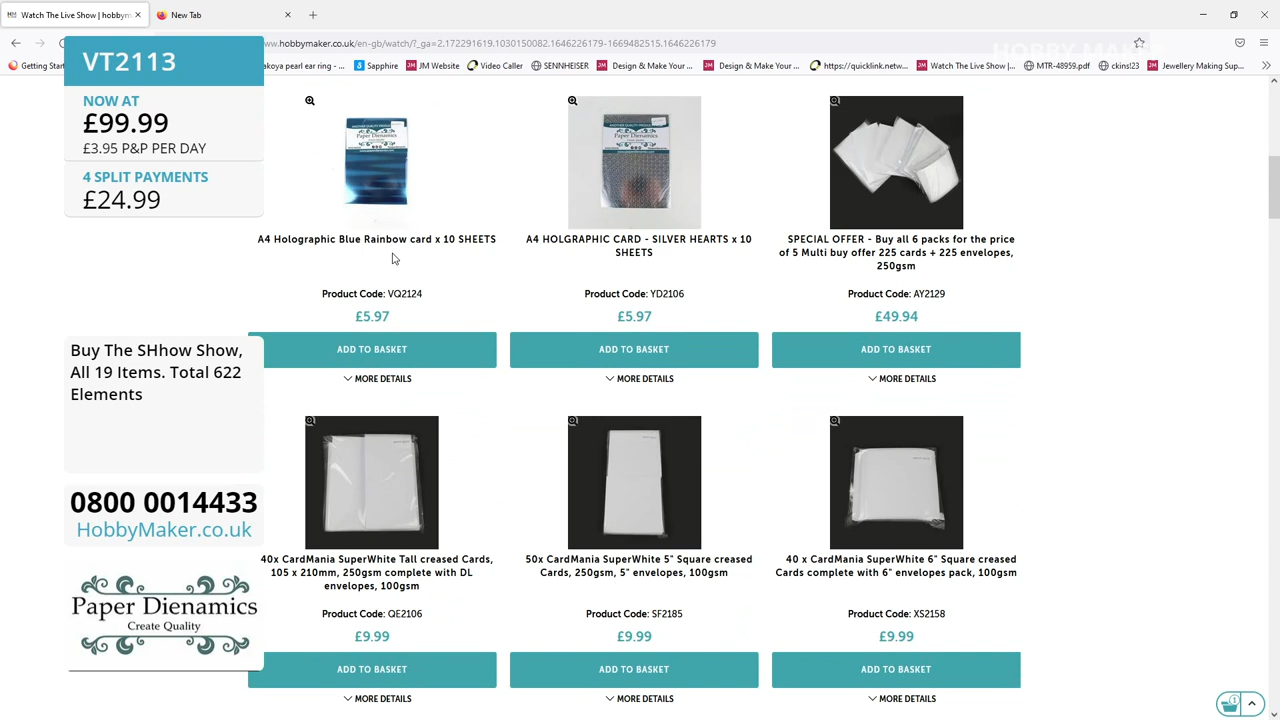 Watch The Live Show | hobbym
New Tab
ww.hobbymaker.co.uk/en-gb/watch/?_ga=2.172291619.1030150082.1646226179-1669482515.1646226179
HOBBY MAKER
Getting Start
akoya pearl ear ring - ...
Sapphire
JM Website
Video Caller
SENNHEISER
Design & Make Your ...
Design & Make Your ...
https://quicklink.netw...
Watch The Live Show | ...
MTR-48959.pdf
ckins!23
Jewellery Making Sup...
VT2113
NOW AT
£99.99
£3.95 P&P PER DAY
4 SPLIT PAYMENTS
£24.99
Paper Dienamics
Paper Dienamics
A4 Holographic Blue Rainbow card x 10 SHEETS
Product Code: VQ2124
£5.97
ADD TO BASKET
MORE DETAILS
A4 HOLGRAPHIC CARD - SILVER HEARTS x 10
SHEETS
Product Code: YD2106
£5.97
ADD TO BASKET
MORE DETAILS
SPECIAL OFFER - Buy all 6 packs for the price
of 5 Multi buy offer 225 cards + 225 envelopes,
250gsm
Product Code: AY2129
£49.94
ADD TO BASKET
MORE DETAILS
Buy The SHhow Show,
All 19 Items. Total 622
Elements
0800 0014433
HobbyMaker.co.uk
Paper Dienamics
Create Quality
40x CardMania SuperWhite Tall creased Cards,
105 x 210mm, 250gsm complete with DL
envelopes, 100gsm
Product Code: QE2106
£9.99
ADD TO BASKET
MORE DETAILS
50x CardMania SuperWhite 5" Square creased
Cards, 250gsm, 5" envelopes, 100gsm
Product Code: SF2185
£9.99
ADD TO BASKET
MORE DETAILS
40 x CardMania SuperWhite 6" Square creased
Cards complete with 6" envelopes pack, 100gsm
Product Code: XS2158
£9.99
ADD TO BASKET
MORE DETAILS
1